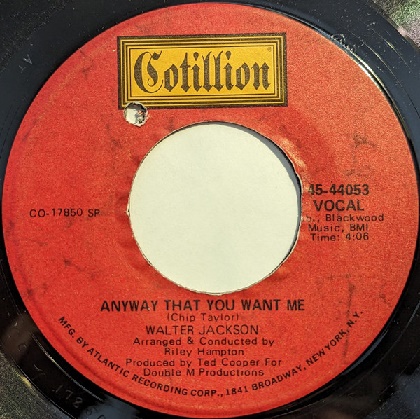 Cotillion
45-44053
VOCAL
CO-17850 SP
Blackwood
Music, BMI
Time: 4:06
ANYWAY THAT YOU WANT ME
(Chip Taylor)
WALTER JACKSON
Arranged & Conducted by
Riley Hampton
Produced by Ted Cooper For
Double M Productions
MFG. BY ATLANTIC RECORDING CORP., 1841 BROADWAY, NEW YORK, N.Y.